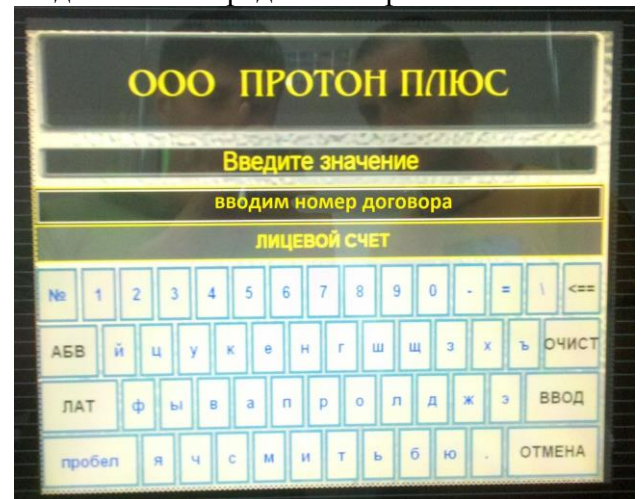 ООО ПРОТОН ПЛЮС
Введите значение
вводим номер договора
ЛИЦЕВОЙ СЧЕТ
№ 1 2 3 4 5 6 7 8 9 0 - = \ <==
АБВ й ц у к е н г ш щ з х ъ ОЧИСТ
ЛАТ ф ы в а п р о л д ж э ВВОД
пробел я ч с м и т ь б ю . ОТМЕНА